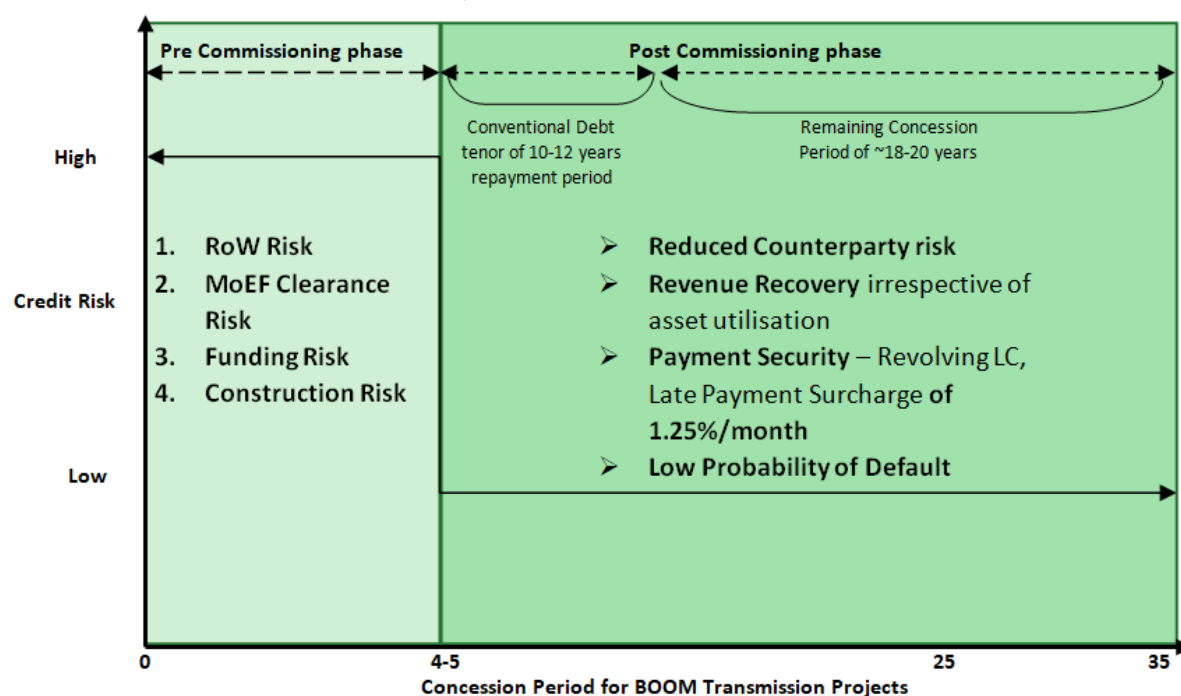 Pre Commissioning phase
Post Commissioning phase
Conventional Debt
tenor of 10-12 years
repayment period
Remaining Concession
Period of ~18-20 years
High
Credit Risk
Low
1. RoW Risk
2. MoEF Clearance
Risk
3. Funding Risk
4. Construction Risk
➢ Reduced Counterparty risk
➢ Revenue Recovery irrespective of
asset utilisation
➢ Payment Security – Revolving LC,
Late Payment Surcharge of
1.25%/month
➢ Low Probability of Default
0
4-5
25
35
Concession Period for BOOM Transmission Projects